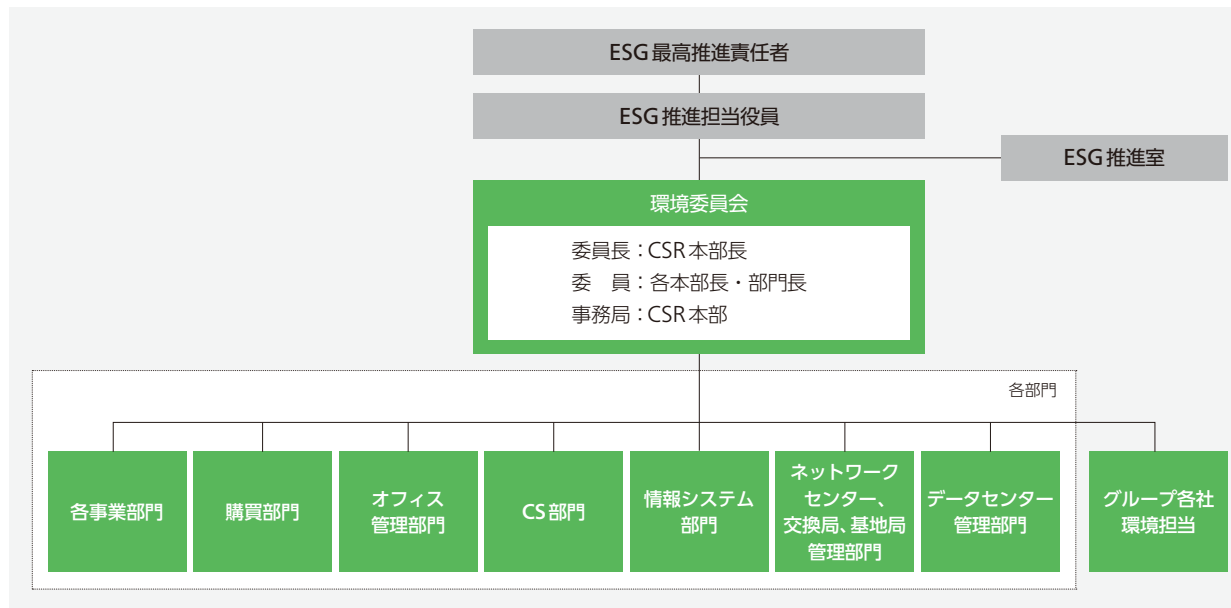 ESG最高推進責任者
ESG推進担当役員
ESG推進室
環境委員会
委員長：CSR本部長
委　員：各本部長・部門長
事務局：CSR本部
各部門
各事業部門
購買部門
オフィス
管理部門
CS部門
情報システム
部門
ネットワーク
センター、
交換局、基地局
管理部門
データセンター
管理部門
グループ各社
環境担当